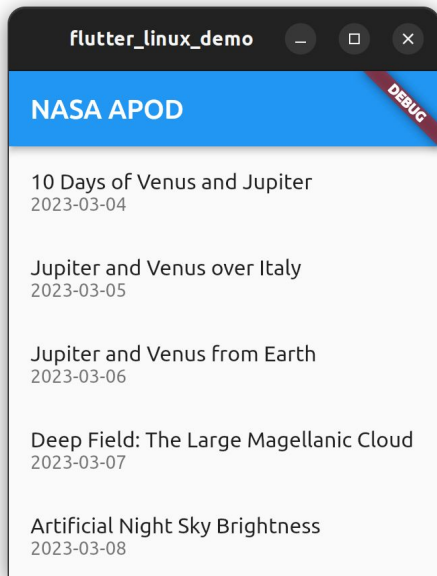 flutter_linux_demo
NASA APOD
DEBUG
10 Days of Venus and Jupiter
2023-03-04
Jupiter and Venus over Italy
2023-03-05
Jupiter and Venus from Earth
2023-03-06
Deep Field: The Large Magellanic Cloud
2023-03-07
Artificial Night Sky Brightness
2023-03-08